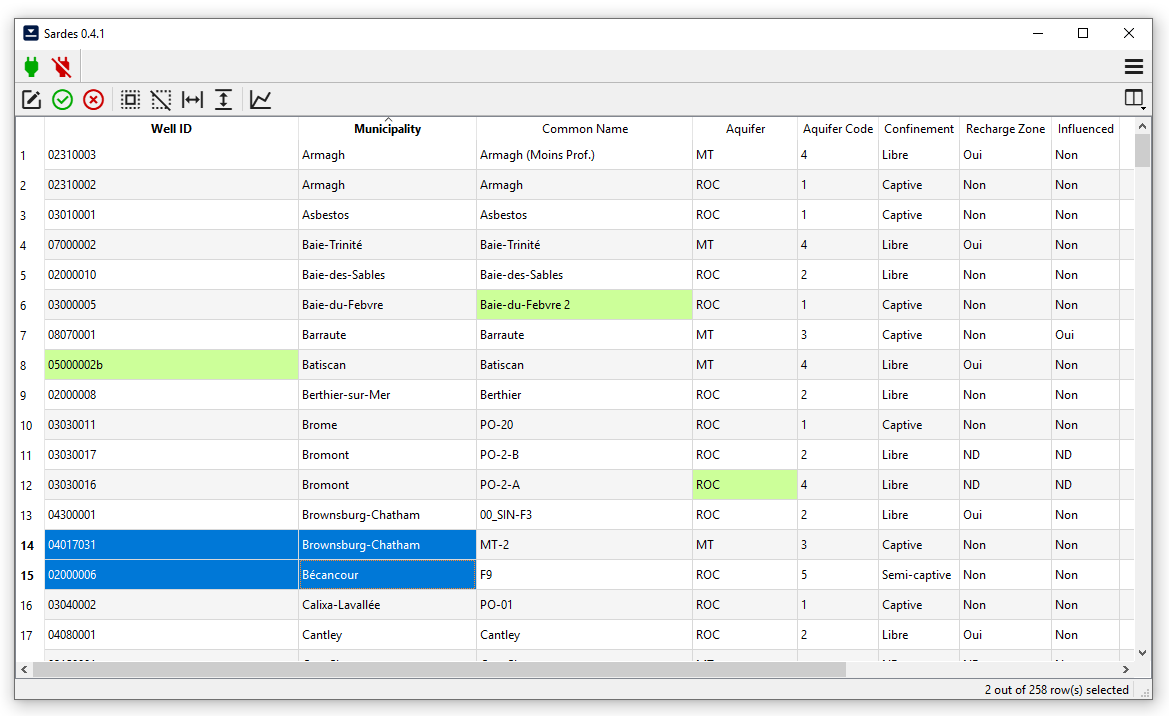 Sardes 0.4.1
Well ID Municipality Common Name Aquifer Aquifer Code Confinement Recharge Zone Influenced
1 02310003 Armagh Armagh (Moins Prof.) MT 4 Libre Oui Non
2 02310002 Armagh Armagh ROC 1 Captive Non Non
3 03010001 Asbestos Asbestos ROC 1 Captive Non Non
4 07000002 Baie-Trinité Baie-Trinité MT 4 Libre Oui Non
5 02000010 Baie-des-Sables Baie-des-Sables ROC 2 Libre Non Non
6 03000005 Baie-du-Febvre Baie-du-Febvre 2 ROC 1 Captive Non Non
7 08070001 Barraute Barraute MT 3 Captive Non Oui
8 05000002b Batiscan Batiscan MT 4 Libre Oui Non
9 02000008 Berthier-sur-Mer Berthier ROC 2 Libre Non Non
10 03030011 Brome PO-20 ROC 1 Captive Non Non
11 03030017 Bromont PO-2-B ROC 2 Libre ND ND
12 03030016 Bromont PO-2-A ROC 4 Libre ND ND
13 04300001 Brownsburg-Chatham 00_SIN-F3 ROC 2 Libre Oui Non
14 04017031 Brownsburg-Chatham MT-2 MT 3 Captive Non Non
15 02000006 Bécancour F9 ROC 5 Semi-captive Non Non
16 03040002 Calixa-Lavallée PO-01 ROC 1 Captive Non Non
17 04080001 Cantley Cantley ROC 2 Libre Oui Non
2 out of 258 row(s) selected